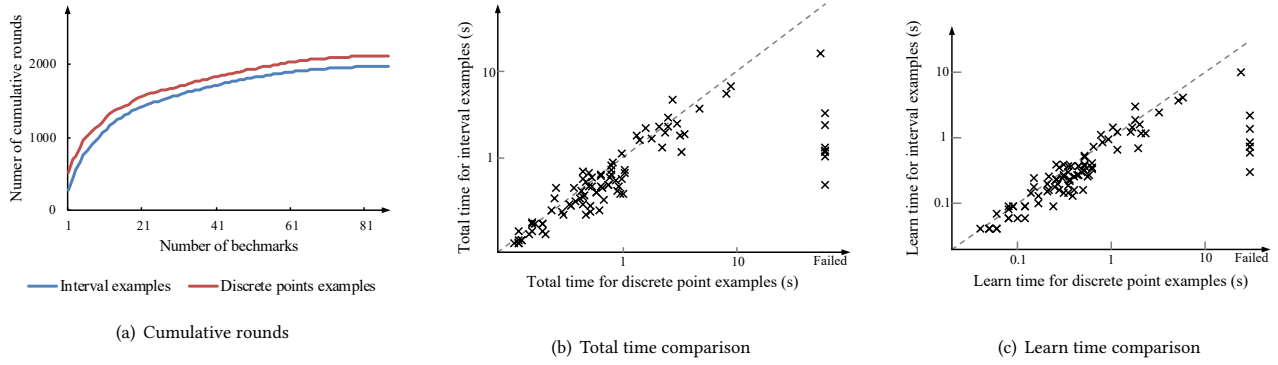 Numer of cumulative rounds
2000
1000
0
1
21
41
61
81
Number of bechmarks
Interval examples
Discrete points examples
(a) Cumulative rounds
Total time for interval examples (s)
10
1
1
10
Failed
Total time for discrete point examples (s)
(b) Total time comparison
Learn time for interval examples (s)
10
1
0.1
0.1
1
10
Failed
Learn time for discrete point examples (s)
(c) Learn time comparison